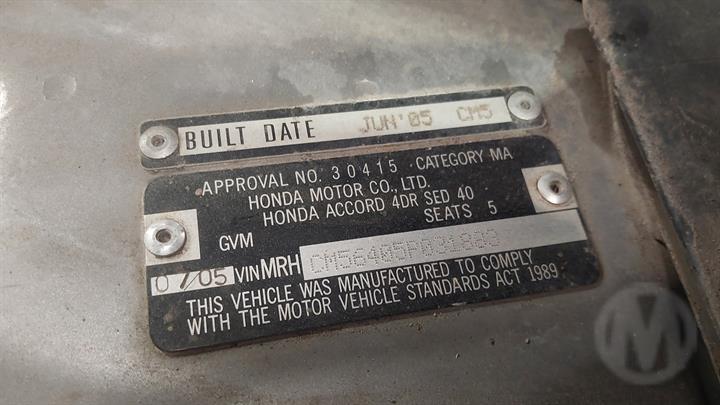 BUILT DATE JUN'05 CM5
APPROVAL NO. 30415 CATEGORY MA
HONDA MOTOR CO., LTD.
HONDA ACCORD 4DR SED 40
SEATS 5
GVM
07/05 VIN MRH CM56405P031883
THIS VEHICLE WAS MANUFACTURED TO COMPLY
WITH THE MOTOR VEHICLE STANDARDS ACT 1989
M